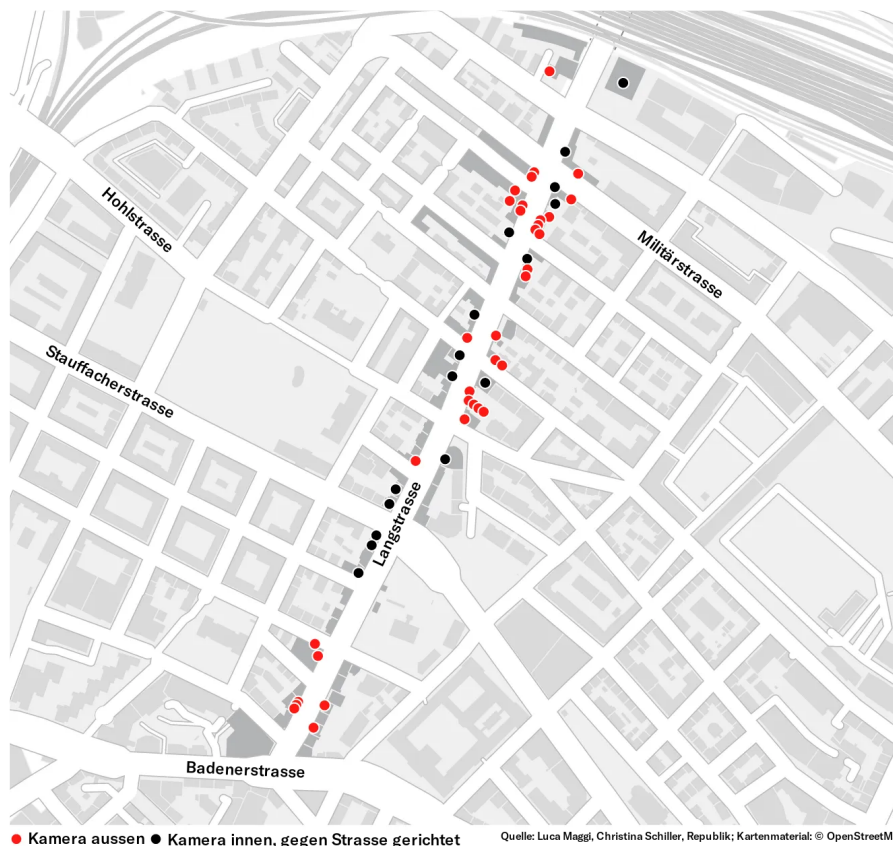 Hohlstrasse
Militärstrasse
Stauffacherstrasse
Langstrasse
Badenerstrasse
Kamera aussen Kamera innen, gegen Strasse gerichtet
Quelle: Luca Maggi, Christina Schiller, Republik; Kartenmaterial: © OpenStreetM